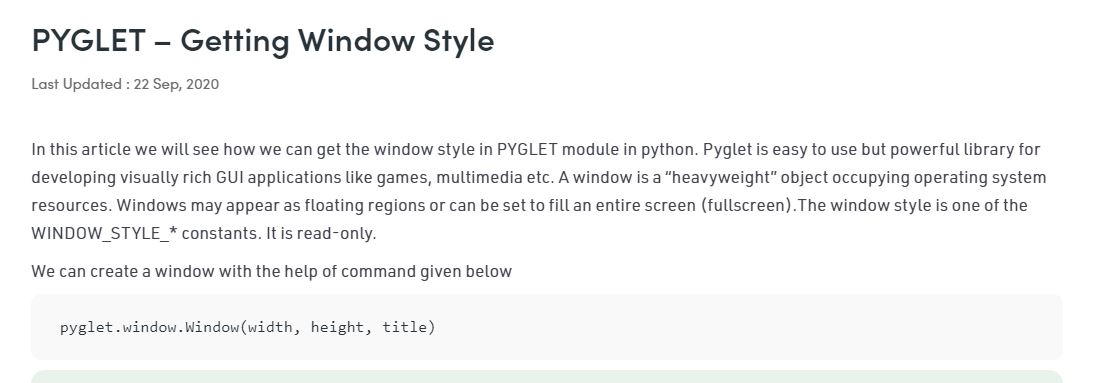 PYGLET – Getting Window Style
Last Updated : 22 Sep, 2020
In this article we will see how we can get the window style in PYGLET module in python. Pyglet is easy to use but powerful library for
developing visually rich GUI applications like games, multimedia etc. A window is a “heavyweight” object occupying operating system
resources. Windows may appear as floating regions or can be set to fill an entire screen (fullscreen).The window style is one of the
WINDOW_STYLE_* constants. It is read-only.
We can create a window with the help of command given below
pyglet.window.Window(width, height, title)